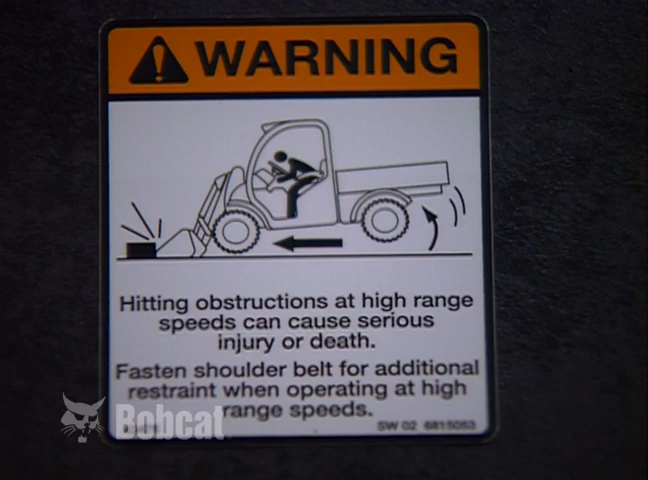 WARNING
Hitting obstructions at high range
speeds can cause serious
injury or death.
Fasten shoulder belt for additional
restraint when operating at high
range speeds.
Bobcat
SW 02 6815053